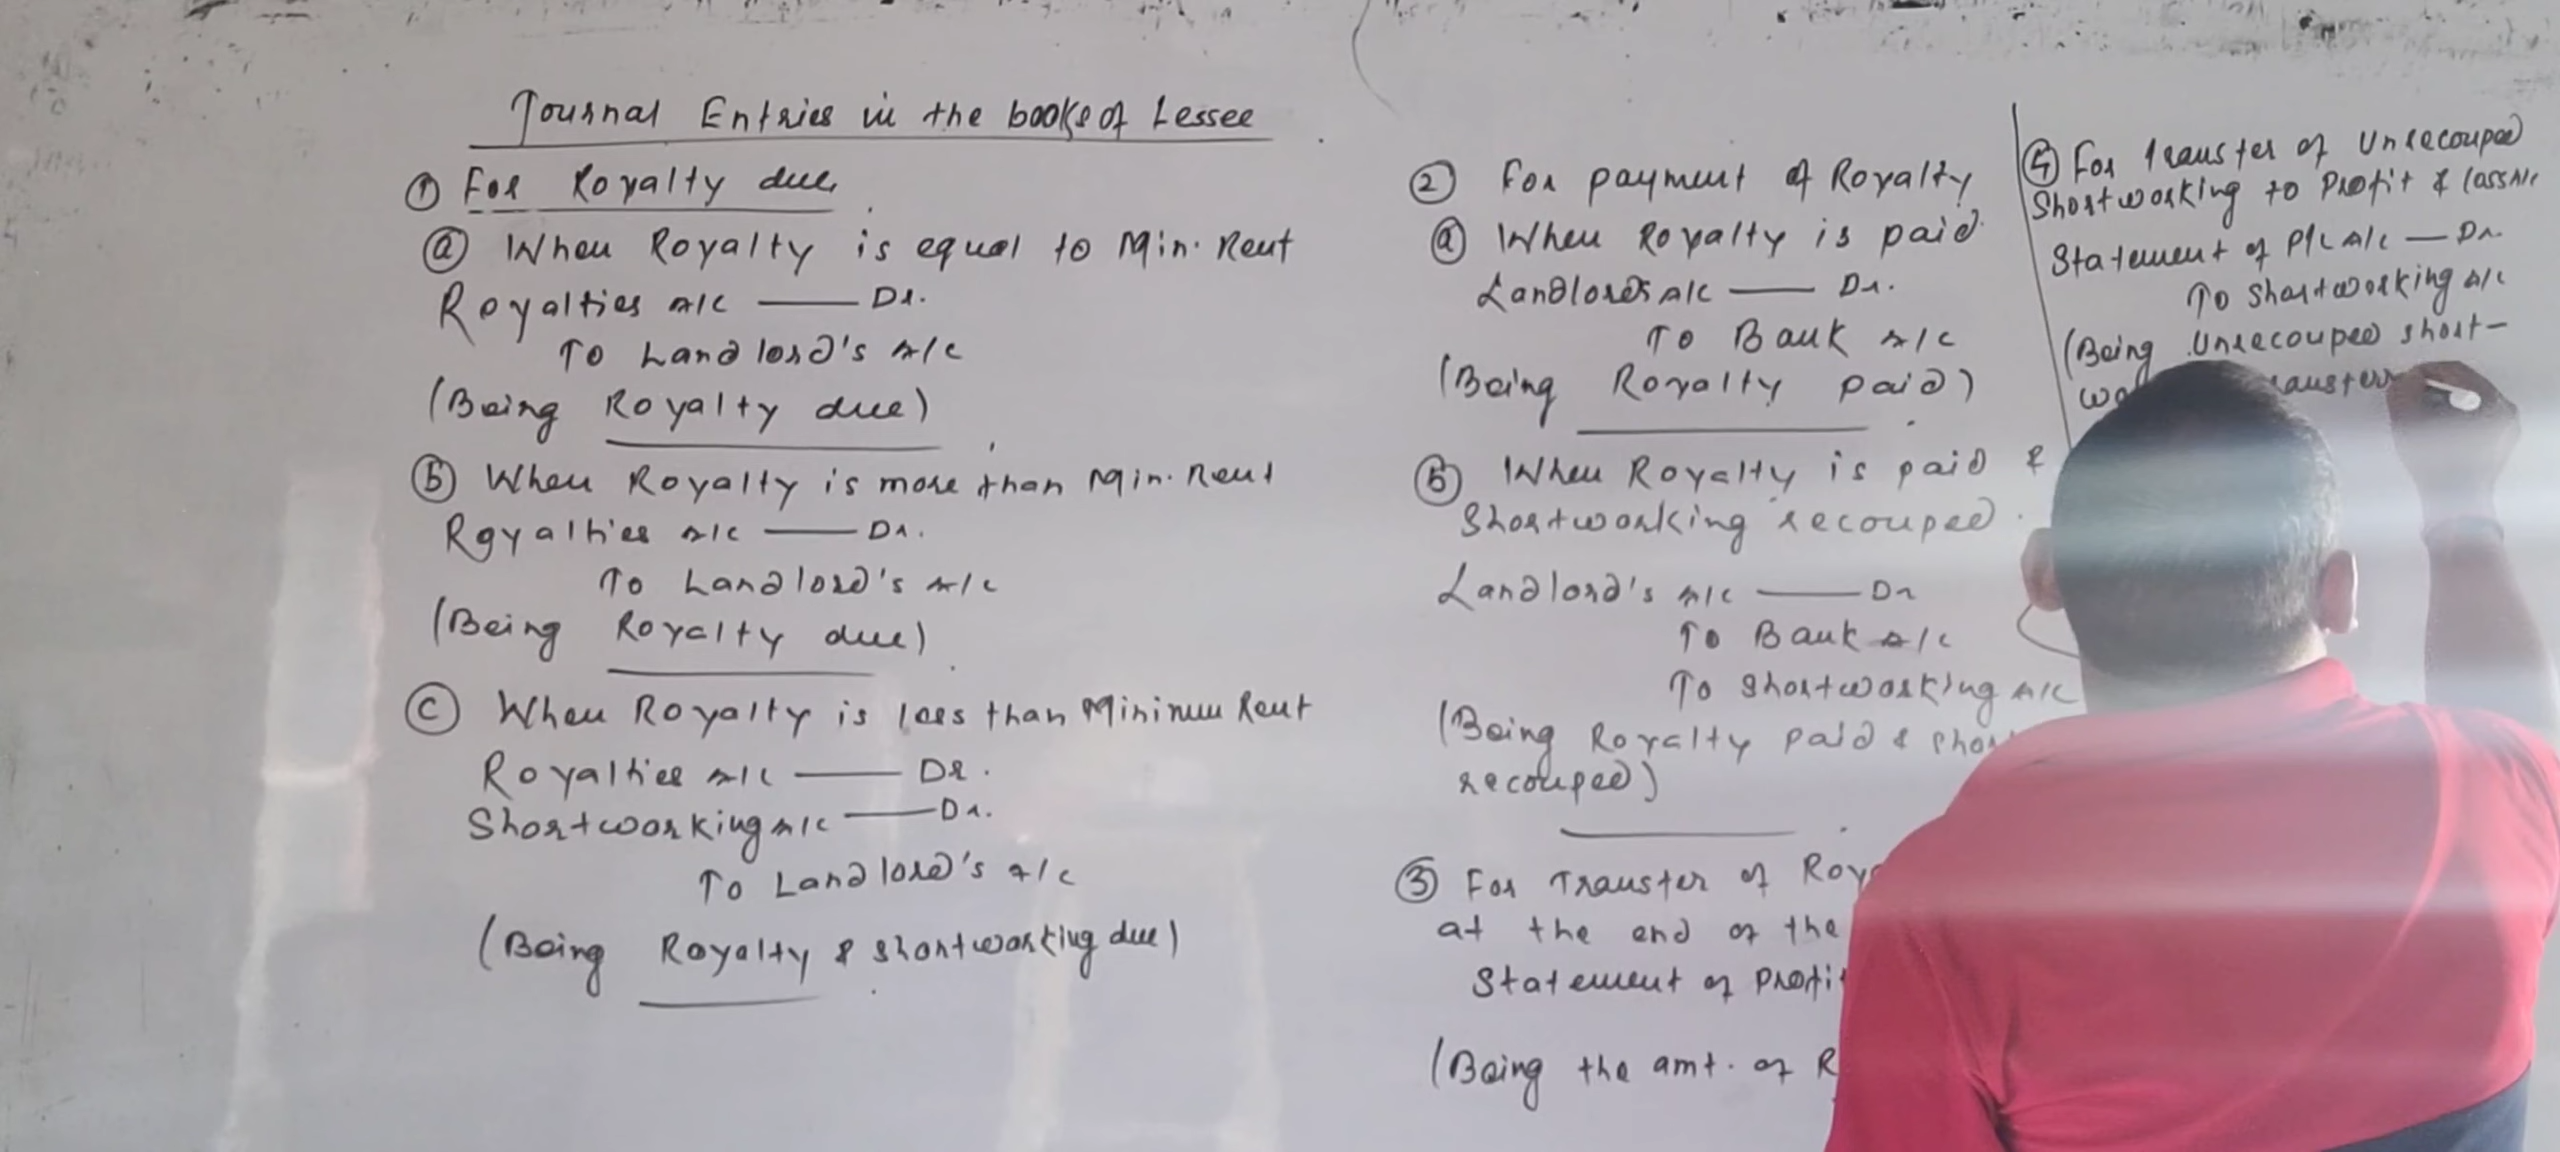 Journal Entries in the books of Lessee
① For Royalty due
ⓐ When Royalty is equal to Min. Rent
Royalties A/c —— Dr.
To Landlord's A/c
(Being Royalty due)
ⓑ When Royalty is more than Min. Rent
Royalties A/c —— Dr.
To Landlord's A/c
(Being Royalty due)
ⓒ When Royalty is less than Minimum Rent
Royalties A/c —— Dr.
Shortworking A/c —— Dr.
To Landlord's A/c
(Being Royalty & shortworking due)
② For payment of Royalty
ⓐ When Royalty is paid
Landlord's A/c —— Dr.
To Bank A/c
(Being Royalty paid)
ⓑ When Royalty is paid &
Shortworking recouped.
Landlord's A/c —— Dr
To Bank A/c
To Shortworking A/c
(Being Royalty paid &
recouped)
③ For Transfer of
at the end of the
Statement of
(Being the amt. of
④ For transfer of Unrecouped
Shortworking to Profit & loss A/c
Statement of P/L A/c — Dr.
To Shortworking A/c
(Being Unrecouped short-